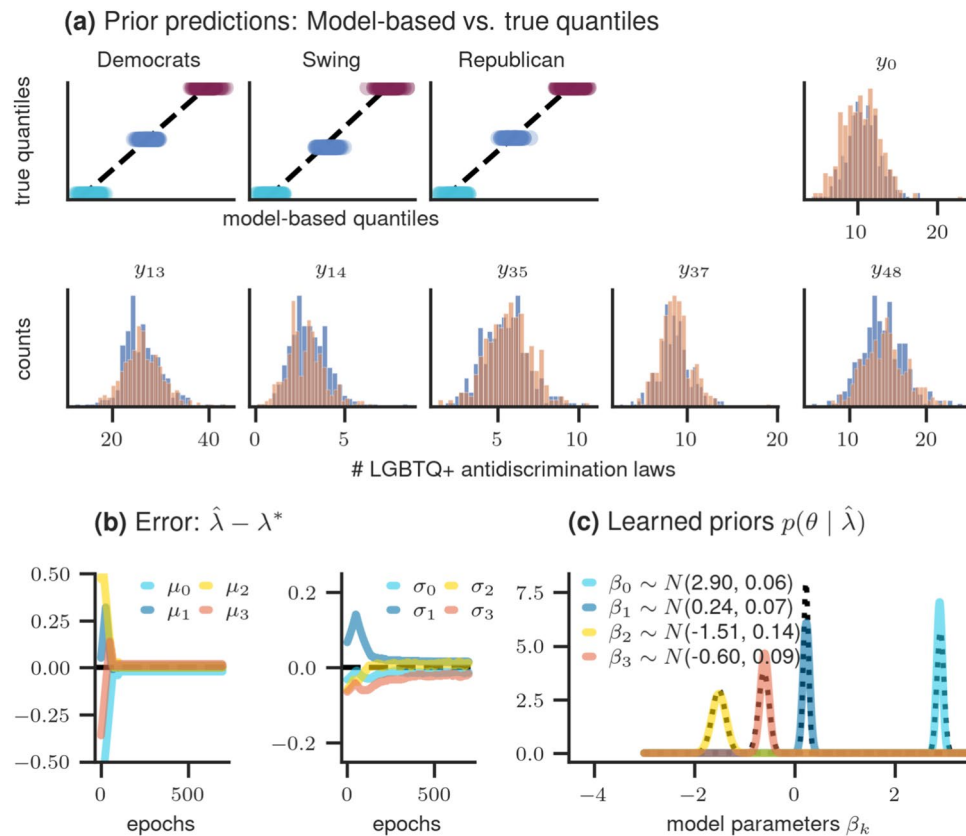 (a) Prior predictions: Model-based vs. true quantiles
Democrats Swing Republican y₀
true quantiles
model-based quantiles
10 20
y₁₃ y₁₄ y₃₅ y₃₇ y₄₈
counts
20 40 0 5 5 10 10 20 10 20
# LGBTQ+ antidiscrimination laws
(b) Error: λ̂ − λ*
0.50
0.25
0.00
−0.25
−0.50
μ₀ μ₂
μ₁ μ₃
0 500
epochs
0.2
0.0
−0.2
σ₀ σ₂
σ₁ σ₃
0 500
epochs
(c) Learned priors p(θ | λ̂)
7.5
5.0
2.5
0.0
β₀ ∼ N(2.90, 0.06)
β₁ ∼ N(0.24, 0.07)
β₂ ∼ N(-1.51, 0.14)
β₃ ∼ N(-0.60, 0.09)
−4 −2 0 2
model parameters βₖ